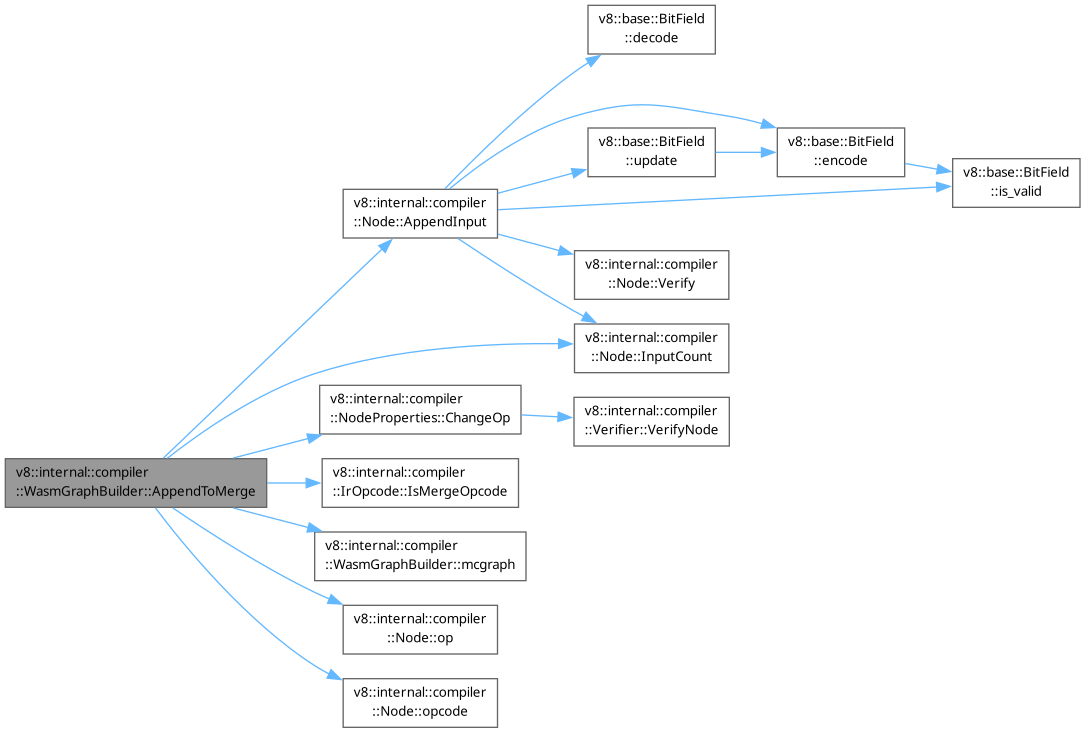 v8::base::BitField
::decode
v8::base::BitField
::update
v8::base::BitField
::encode
v8::base::BitField
::is_valid
v8::internal::compiler
::Node::AppendInput
v8::internal::compiler
::Node::Verify
v8::internal::compiler
::Node::InputCount
v8::internal::compiler
::NodeProperties::ChangeOp
v8::internal::compiler
::Verifier::VerifyNode
v8::internal::compiler
::WasmGraphBuilder::AppendToMerge
v8::internal::compiler
::IrOpcode::IsMergeOpcode
v8::internal::compiler
::WasmGraphBuilder::mcgraph
v8::internal::compiler
::Node::op
v8::internal::compiler
::Node::opcode